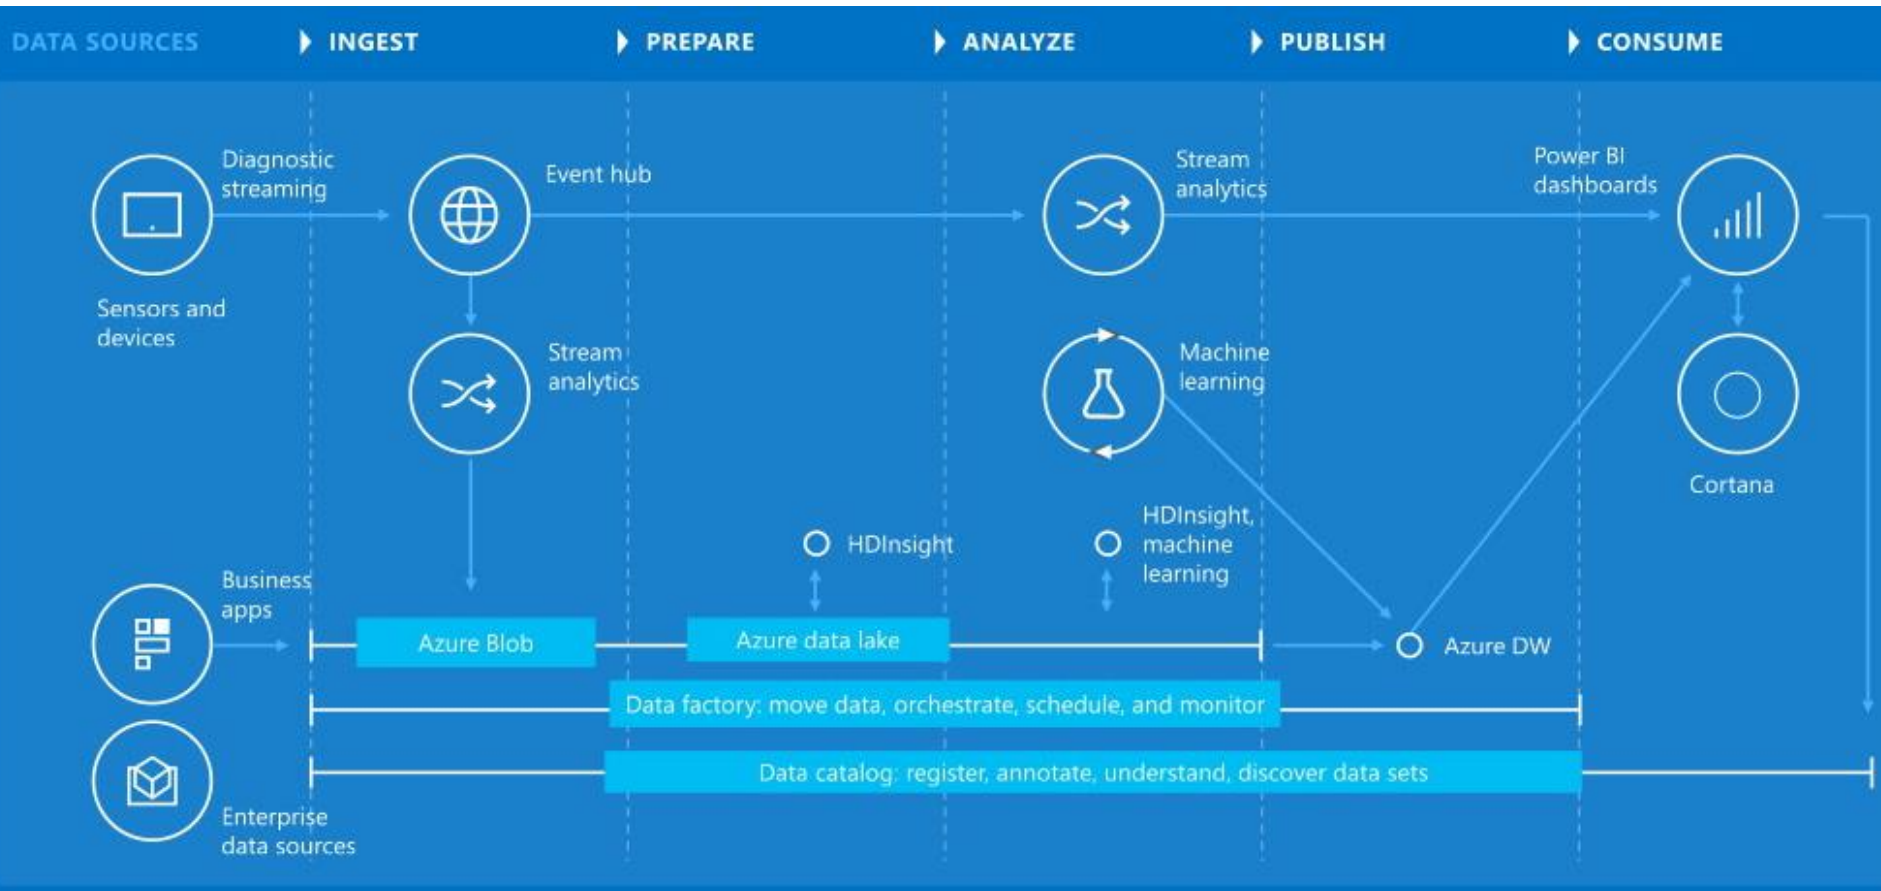 DATA SOURCES
INGEST
PREPARE
ANALYZE
PUBLISH
CONSUME
Diagnostic
streaming
Event hub
Stream
analytics
Power BI
dashboards
Sensors and
devices
Stream
analytics
Machine
learning
Cortana
HDInsight
HDInsight,
machine
learning
Business
apps
Azure Blob
Azure data lake
Azure DW
Data factory: move data, orchestrate, schedule, and monitor
Data catalog: register, annotate, understand, discover data sets
Enterprise
data sources